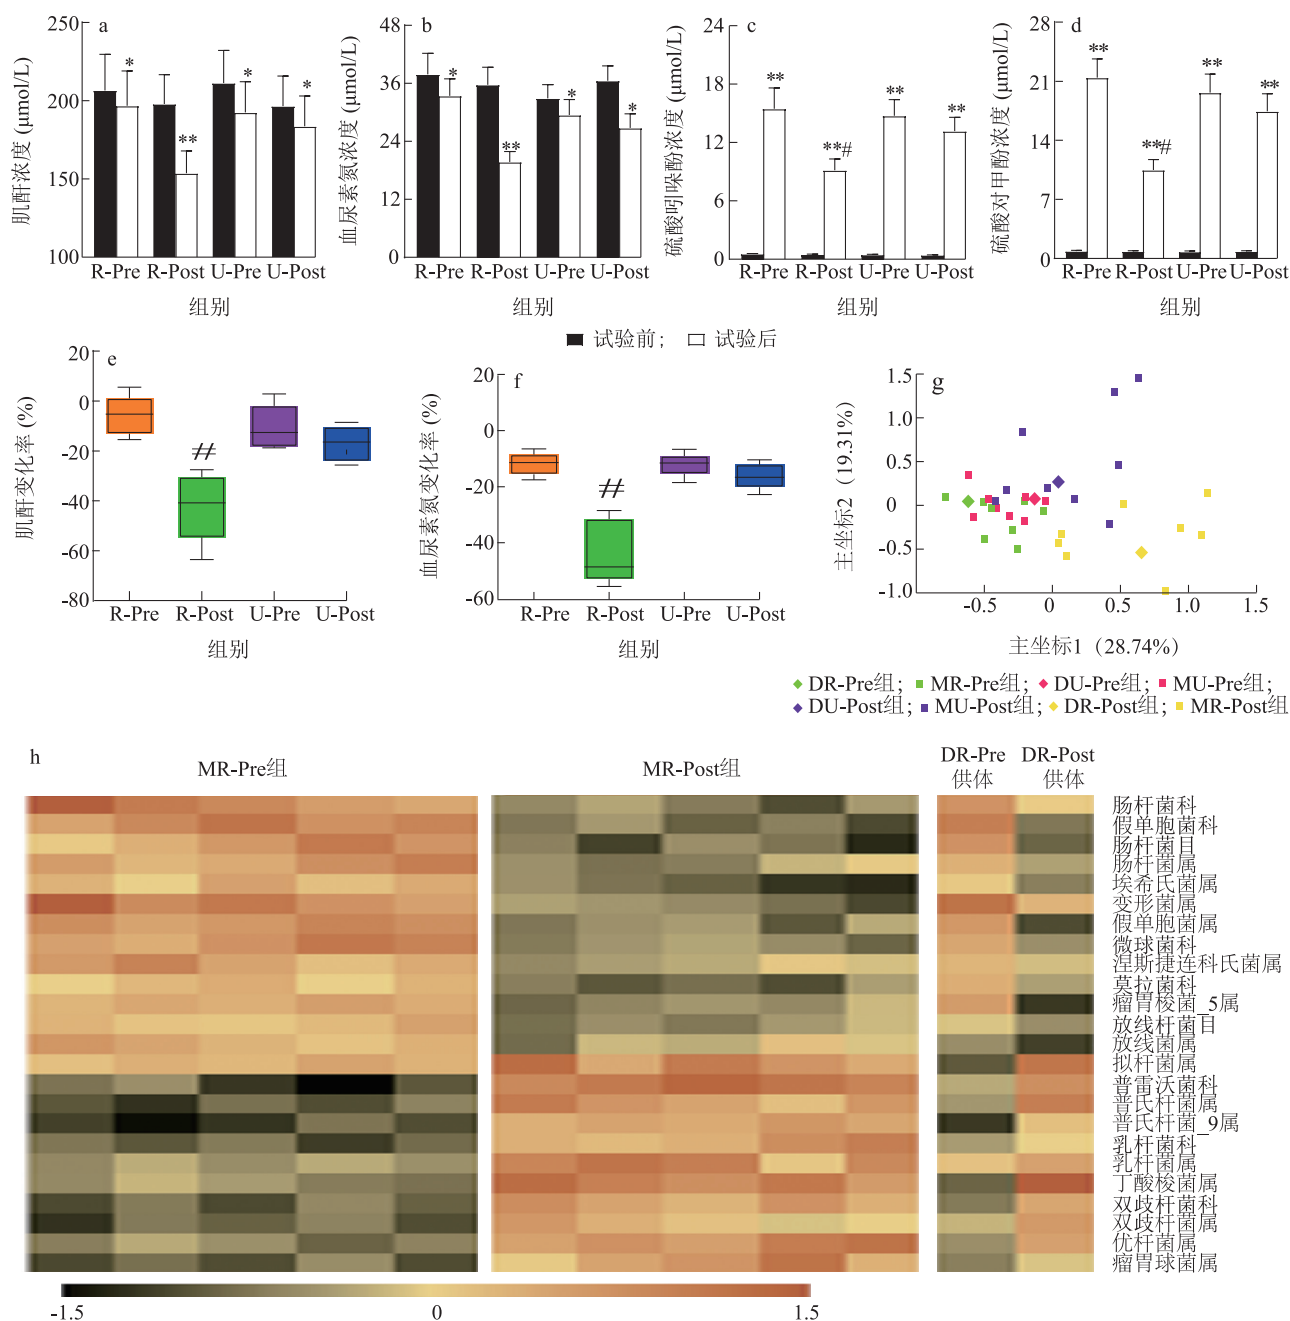 a
肌酐浓度 (μmol/L)
250
200
150
100
*
**
*
*
R-Pre R-Post U-Pre U-Post
组别
b
血尿素氮浓度 (μmol/L)
48
36
24
12
0
*
**
*
*
R-Pre R-Post U-Pre U-Post
组别
c
硫酸吲哚酚浓度 (μmol/L)
24
18
12
6
0
**
**#
**
**
R-Pre R-Post U-Pre U-Post
组别
d
硫酸对甲酚浓度 (μmol/L)
28
21
14
7
0
**
**#
**
**
R-Pre R-Post U-Pre U-Post
组别
试验前; 试验后
e
肌酐变化率 (%)
20
0
-20
-40
-60
-80
##
R-Pre R-Post U-Pre U-Post
组别
f
血尿素氮变化率 (%)
20
0
-20
-40
-60
##
R-Pre R-Post U-Pre U-Post
组别
g
主坐标2（19.31%）
1.5
1.0
0.5
0
-0.5
-1.0
-0.5 0 0.5 1.0 1.5
主坐标1（28.74%）
DR-Pre组; MR-Pre组; DU-Pre组; MU-Pre组;
DU-Post组; MU-Post组; DR-Post组; MR-Post组
h
MR-Pre组 MR-Post组
DR-Pre DR-Post
供体 供体
肠杆菌科
假单胞菌科
肠杆菌目
肠杆菌属
埃希氏菌属
变形菌属
假单胞菌属
微球菌科
涅斯捷连科氏菌属
莫拉菌科
瘤胃梭菌_5属
放线杆菌目
放线菌属
拟杆菌属
普雷沃菌科
普氏杆菌属
普氏杆菌_9属
乳杆菌科
乳杆菌属
丁酸梭菌属
双歧杆菌科
双歧杆菌属
优杆菌属
瘤胃球菌属
-1.5 0 1.5